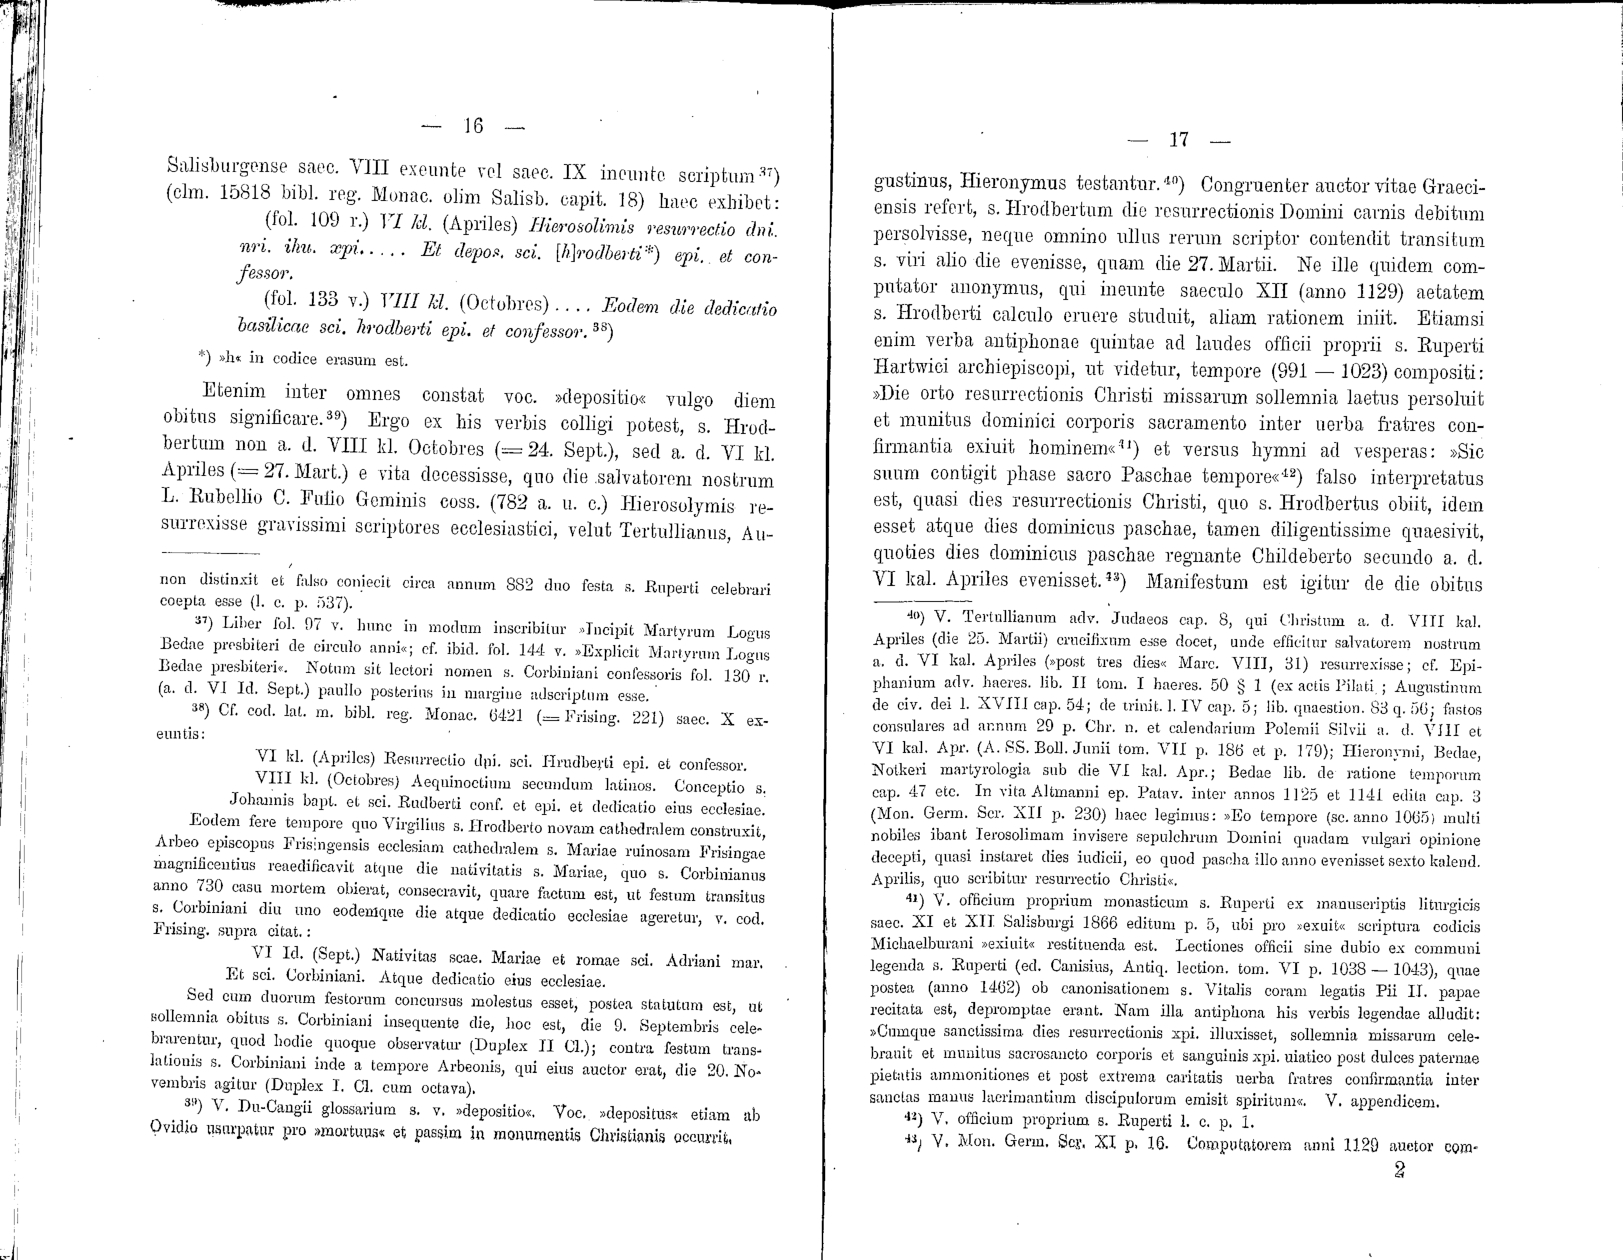 — 16 —
Salisburgense saec. VIII exeunte vel saec. IX ineunte scriptum ³⁷)
(clm. 15818 bibl. reg. Monac. olim Salisb. capit. 18) haec exhibet:
(fol. 109 r.) VI kl. (Apriles) Hierosolimis resurrectio dni.
nri. ihu. xpi..... Et depos. sci. [h]rodberti*) epi. et con-
fessor.
(fol. 133 v.) VIII kl. (Octobres) .... Eodem die dedicatio
basilicae sci. hrodberti epi. et confessor. ³⁸)
*) »h« in codice erasum est.
Etenim inter omnes constat voc. »depositio« vulgo diem
obitus significare.³⁹) Ergo ex his verbis colligi potest, s. Hrod-
bertum non a. d. VIII kl. Octobres (= 24. Sept.), sed a. d. VI kl.
Apriles (= 27. Mart.) e vita decessisse, quo die salvatorem nostrum
L. Rubellio C. Fufio Geminis coss. (782 a. u. c.) Hierosolymis re-
surrexisse gravissimi scriptores ecclesiastici, velut Tertullianus, Au-
non distinxit et falso coniecit circa annum 882 duo festa s. Ruperti celebrari
coepta esse (l. c. p. 537).
³⁷) Liber fol. 97 v. hunc in modum inscribitur »Incipit Martyrum Logus
Bedae presbiteri de circulo anni«; cf. ibid. fol. 144 v. »Explicit Martyrum Logus
Bedae presbiteri«. Notum sit lectori nomen s. Corbiniani confessoris fol. 130 r.
(a. d. VI Id. Sept.) paullo posterius in margine adscriptum esse.
³⁸) Cf. cod. lat. m. bibl. reg. Monac. 6421 (= Frising. 221) saec. X ex-
euntis:
VI kl. (Apriles) Resurrectio dpi. sci. Hrudberti epi. et confessor.
VIII kl. (Octobres) Aequinoctium secundum latinos. Conceptio s.
Johannis bapt. et sci. Rudberti conf. et epi. et dedicatio eius ecclesiae.
Eodem fere tempore quo Virgilius s. Hrodberto novam cathedralem construxit,
Arbeo episcopus Frisingensis ecclesiam cathedralem s. Mariae ruinosam Frisingae
magnificentius reaedificavit atque die nativitatis s. Mariae, quo s. Corbinianus
anno 730 casu mortem obierat, consecravit, quare factum est, ut festum transitus
s. Corbiniani diu uno eodemque die atque dedicatio ecclesiae ageretur, v. cod.
Frising. supra citat.:
VI Id. (Sept.) Nativitas scae. Mariae et romae sci. Adriani mar.
Et sci. Corbiniani. Atque dedicatio eius ecclesiae.
Sed cum duorum festorum concursus molestus esset, postea statutum est, ut
sollemnia obitus s. Corbiniani insequente die, hoc est, die 9. Septembris cele-
brarentur, quod hodie quoque observatur (Duplex II Cl.); contra festum trans-
lationis s. Corbiniani inde a tempore Arbeonis, qui eius auctor erat, die 20. No-
vembris agitur (Duplex I. Cl. cum octava).
³⁹) V. Du-Cangii glossarium s. v. »depositio«. Voc. »depositus« etiam ab
Ovidio usurpatur pro »mortuus« et passim in monumentis Christianis occurrit.
— 17 —
gustinus, Hieronymus testantur.⁴⁰) Congruenter auctor vitae Graeci-
ensis refert, s. Hrodbertum die resurrectionis Domini carnis debitum
persolvisse, neque omnino ullus rerum scriptor contendit transitum
s. viri alio die evenisse, quam die 27. Martii. Ne ille quidem com-
putator anonymus, qui ineunte saeculo XII (anno 1129) aetatem
s. Hrodberti calculo eruere studuit, aliam rationem iniit. Etiamsi
enim verba antiphonae quintae ad laudes officii proprii s. Ruperti
Hartwici archiepiscopi, ut videtur, tempore (991 — 1023) compositi:
»Die orto resurrectionis Christi missarum sollemnia laetus persoluit
et munitus dominici corporis sacramento inter uerba fratres con-
firmantia exiuit hominem«⁴¹) et versus hymni ad vesperas: »Sic
suum contigit phase sacro Paschae tempore«⁴²) falso interpretatus
est, quasi dies resurrectionis Christi, quo s. Hrodbertus obiit, idem
esset atque dies dominicus paschae, tamen diligentissime quaesivit,
quoties dies dominicus paschae regnante Childeberto secundo a. d.
VI kal. Apriles evenisset.⁴³) Manifestum est igitur de die obitus
⁴⁰) V. Tertullianum adv. Judaeos cap. 8, qui Christum a. d. VIII kal.
Apriles (die 25. Martii) crucifixum esse docet, unde efficitur salvatorem nostrum
a. d. VI kal. Apriles (»post tres dies« Marc. VIII, 31) resurrexisse; cf. Epi-
phanium adv. haeres. lib. II tom. I haeres. 50 § 1 (ex actis Pilati ; Augustinum
de civ. dei l. XVIII cap. 54; de trinit. l. IV cap. 5; lib. quaestion. 83 q. 56; fastos
consulares ad annum 29 p. Chr. n. et calendarium Polemii Silvii a. d. VIII et
VI kal. Apr. (A. SS. Boll. Junii tom. VII p. 186 et p. 179); Hieronymi, Bedae,
Notkeri martyrologia sub die VI kal. Apr.; Bedae lib. de ratione temporum
cap. 47 etc. In vita Altmanni ep. Patav. inter annos 1125 et 1141 edita cap. 3
(Mon. Germ. Scr. XII p. 230) haec legimus: »Eo tempore (sc. anno 1065) multi
nobiles ibant Ierosolimam invisere sepulchrum Domini quadam vulgari opinione
decepti, quasi instaret dies iudicii, eo quod pascha illo anno evenisset sexto kalend.
Aprilis, quo scribitur resurrectio Christi«.
⁴¹) V. officium proprium monasticum s. Ruperti ex manuscriptis liturgicis
saec. XI et XII Salisburgi 1866 editum p. 5, ubi pro »exuit« scriptura codicis
Michaelburani »exiuit« restituenda est. Lectiones officii sine dubio ex communi
legenda s. Ruperti (ed. Canisius, Antiq. lection. tom. VI p. 1038 — 1043), quae
postea (anno 1462) ob canonisationem s. Vitalis coram legatis Pii II. papae
recitata est, depromptae erant. Nam illa antiphona his verbis legendae alludit:
»Cumque sanctissima dies resurrectionis xpi. illuxisset, sollemnia missarum cele-
brauit et munitus sacrosancto corporis et sanguinis xpi. uiatico post dulces paternae
pietatis ammonitiones et post extrema caritatis uerba fratres confirmantia inter
sanctas manus lacrimantium discipulorum emisit spiritum«. V. appendicem.
⁴²) V. officium proprium s. Ruperti l. c. p. 1.
⁴³) V. Mon. Germ. Scr. XI p. 16. Computatorem anni 1129 auctor com-
2